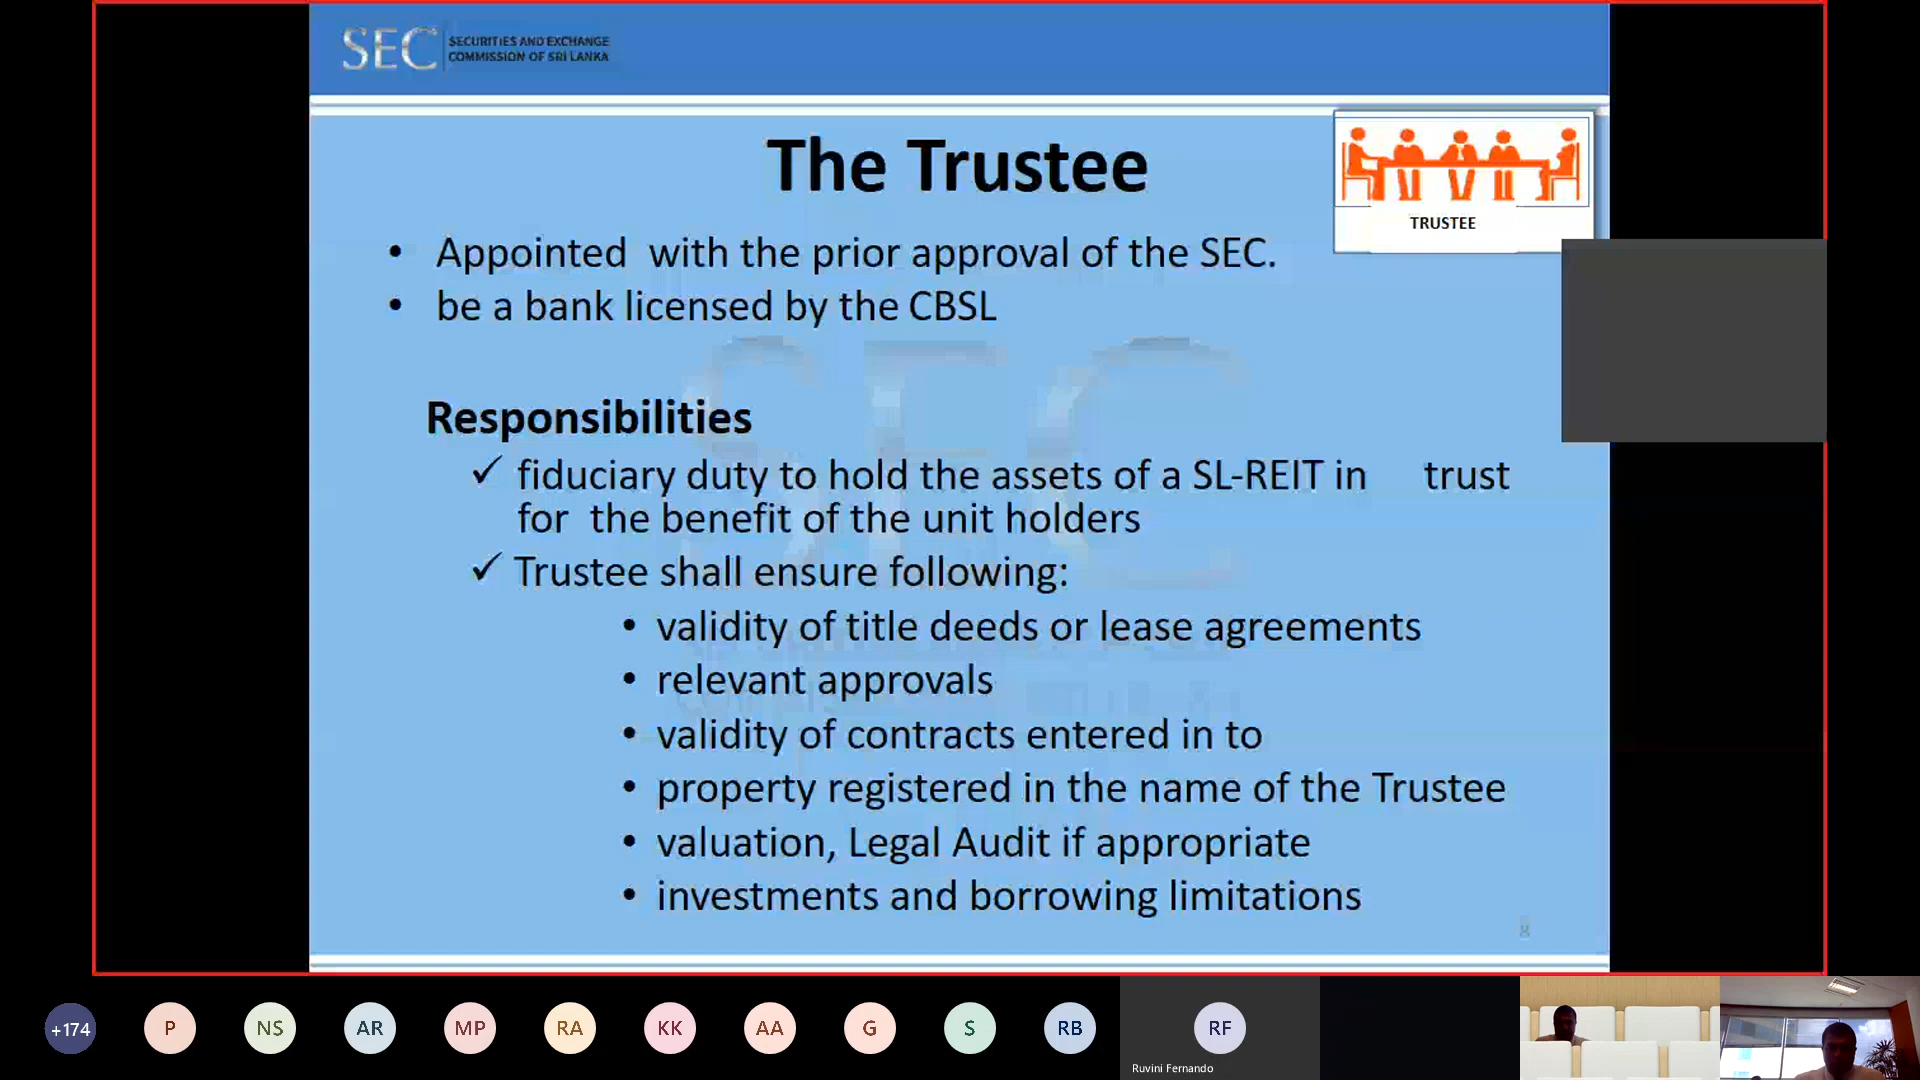 SEC SECURITIES AND EXCHANGE
COMMISSION OF SRI LANKA
The Trustee
TRUSTEE
• Appointed with the prior approval of the SEC.
• be a bank licensed by the CBSL
Responsibilities
✓ fiduciary duty to hold the assets of a SL-REIT in trust
for the benefit of the unit holders
✓ Trustee shall ensure following:
• validity of title deeds or lease agreements
• relevant approvals
• validity of contracts entered in to
• property registered in the name of the Trustee
• valuation, Legal Audit if appropriate
• investments and borrowing limitations
8
+174 P NS AR MP RA KK AA G S RB RF
Ruvini Fernando